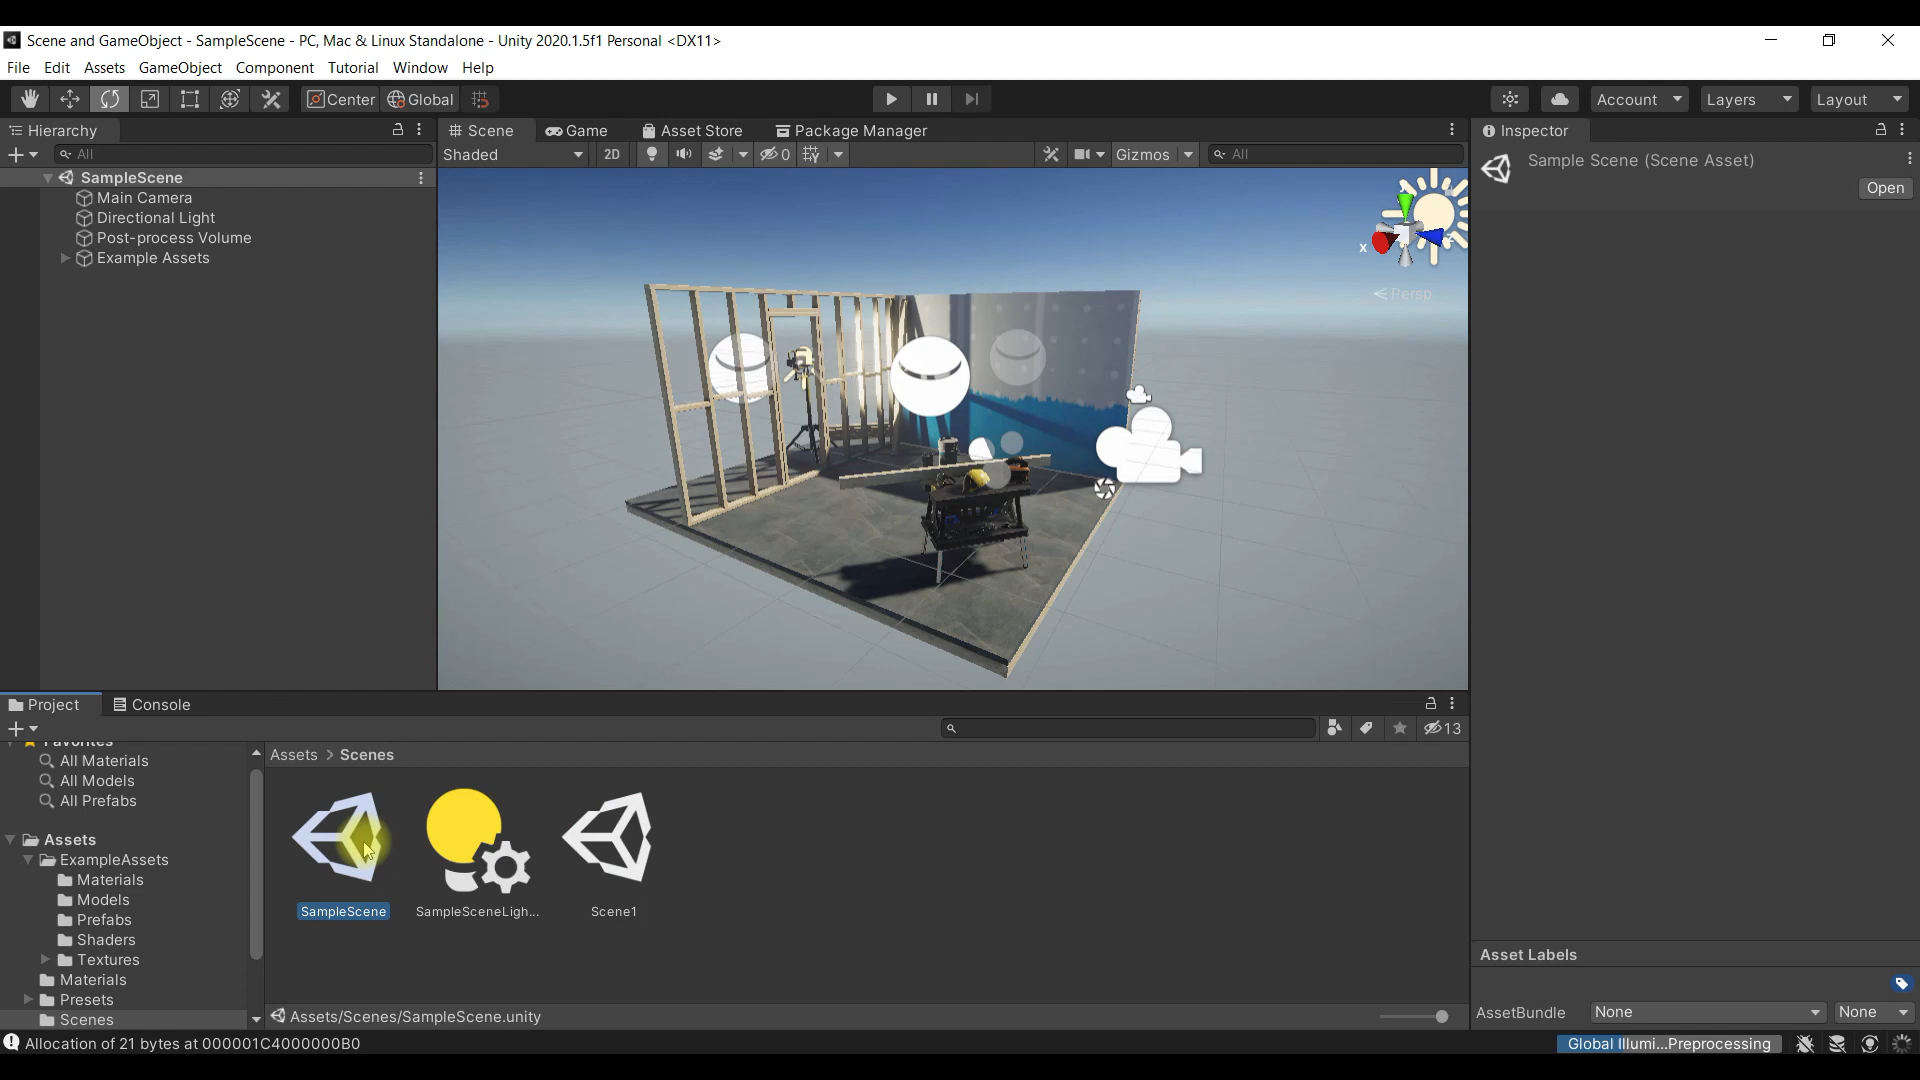 Scene and GameObject - SampleScene - PC, Mac & Linux Standalone - Unity 2020.1.5f1 Personal <DX11>
File Edit Assets GameObject Component Tutorial Window Help
Center Global Account Layers Layout
Hierarchy
All
SampleScene
Main Camera
Directional Light
Post-process Volume
Example Assets
Scene Game Asset Store Package Manager
Shaded 2D 0 Gizmos All
x
Persp
Inspector
Sample Scene (Scene Asset)
Open
Project Console
13
Favorites
All Materials
All Models
All Prefabs
Assets
ExampleAssets
Materials
Models
Prefabs
Shaders
Textures
Materials
Presets
Scenes
Assets > Scenes
SampleScene SampleSceneLigh... Scene1
Assets/Scenes/SampleScene.unity
Asset Labels
AssetBundle None None
Allocation of 21 bytes at 000001C4000000B0
Global Illumi...Preprocessing